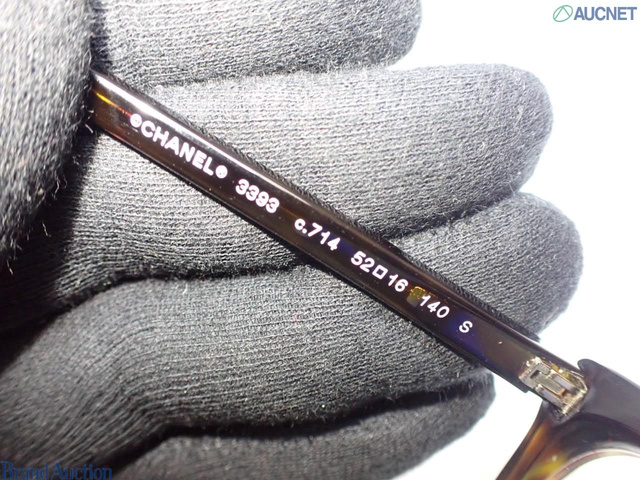 AUCNET
©CHANEL® 3393 c.714 52□16 140 S
Brand Auction